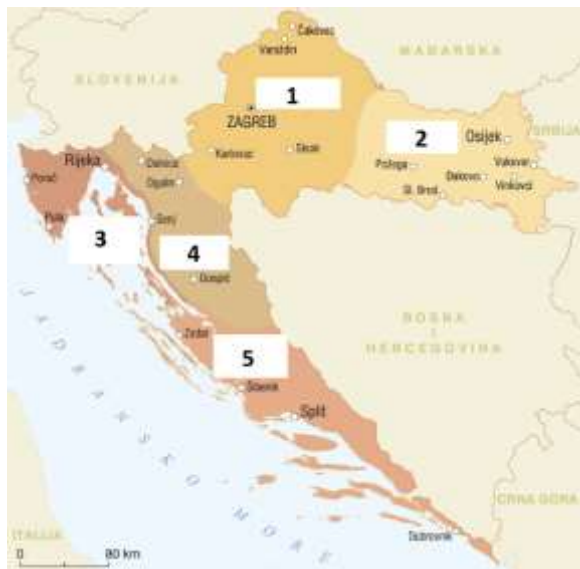 Čakovec
Varaždin
MAĐARSKA
SLOVENIJA
1
ZAGREB
2
Osijek
SRBIJA
Karlovac
Sisak
Požega
Vukovar
Rijeka
Delnice
Đakovo
Vinkovci
Ogulin
Sl. Brod
Poreč
Pula
Senj
3
4
Gospić
BOSNA
I
HERCEGOVINA
Zadar
5
Šibenik
Split
JADRANSKO MORE
CRNA GORA
ITALIJA
Dubrovnik
0 80 km